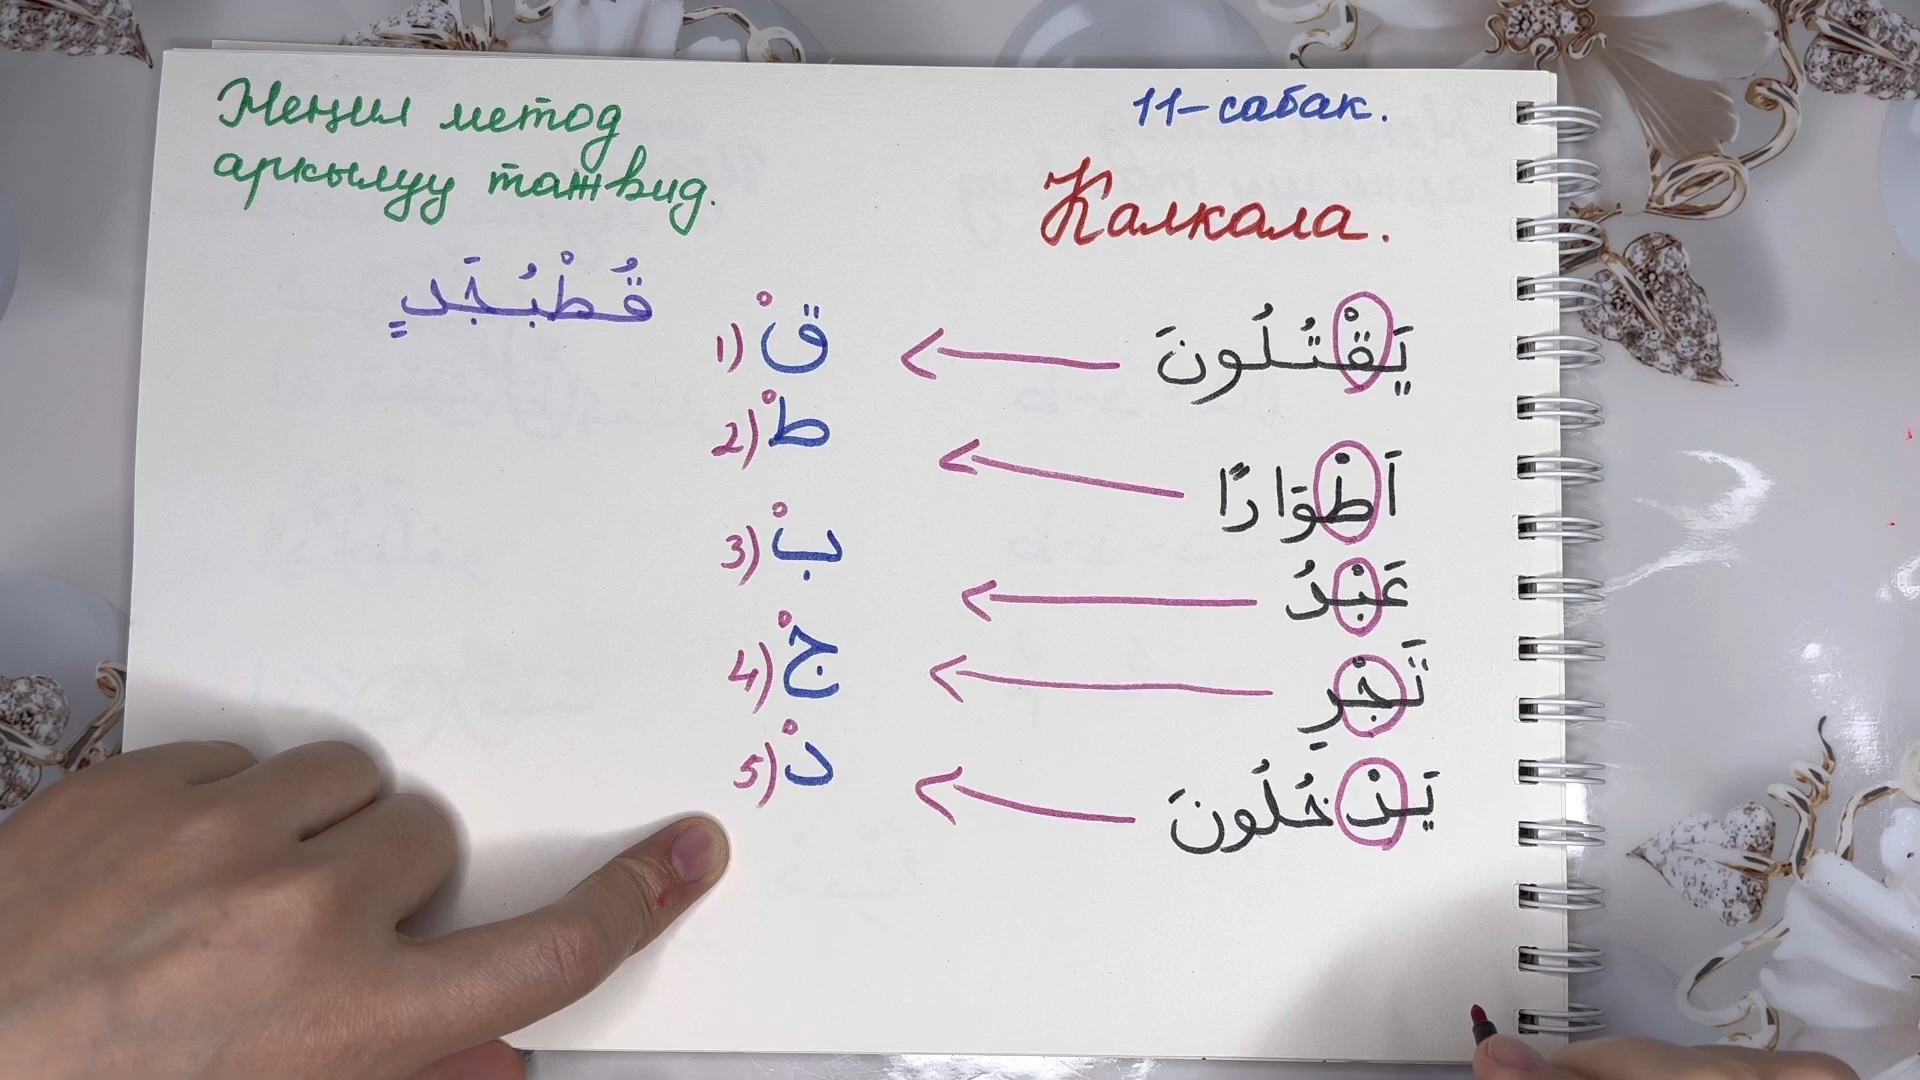 Жеңил метод
аркылуу тажвид.
11-сабак.
Калкала.
قُطْبُجَدٍ
1) قْ
يَقْتُلُونَ
2) طْ
اَطْوَارًا
3) بْ
عَبْدُ
4) جْ
تَجْرِ
5) دْ
يَدْخُلُونَ